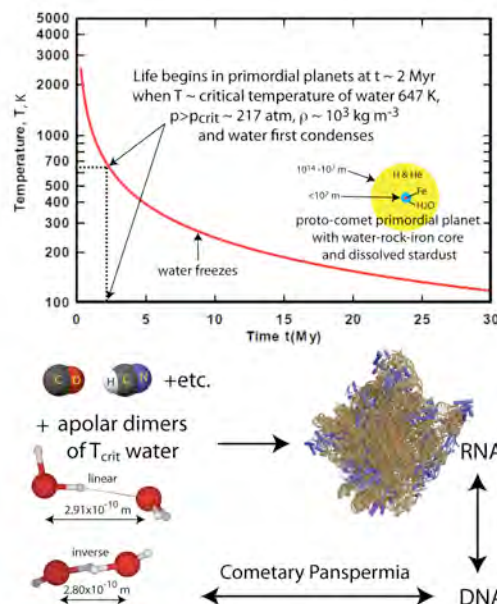 5000
4000
3000
2000
1000
700
500
400
300
200
100
Temperature, T, K
Life begins in primordial planets at t ~ 2 Myr
when T ~ critical temperature of water 647 K,
p>pcrit ~ 217 atm, ρ ~ 10³ kg m⁻³
and water first condenses
10¹⁴ -10⁷ m
H & He
Fe
<10⁷ m
H2O
proto-comet primordial planet
with water-rock-iron core
and dissolved stardust
water freezes
0
5
10
15
20
25
30
Time t(My)
C O H C N +etc.
+ apolar dimers
of Tcrit water
RNA
linear
2.91x10⁻¹⁰ m
inverse
2.80x10⁻¹⁰ m
Cometary Panspermia
DNA